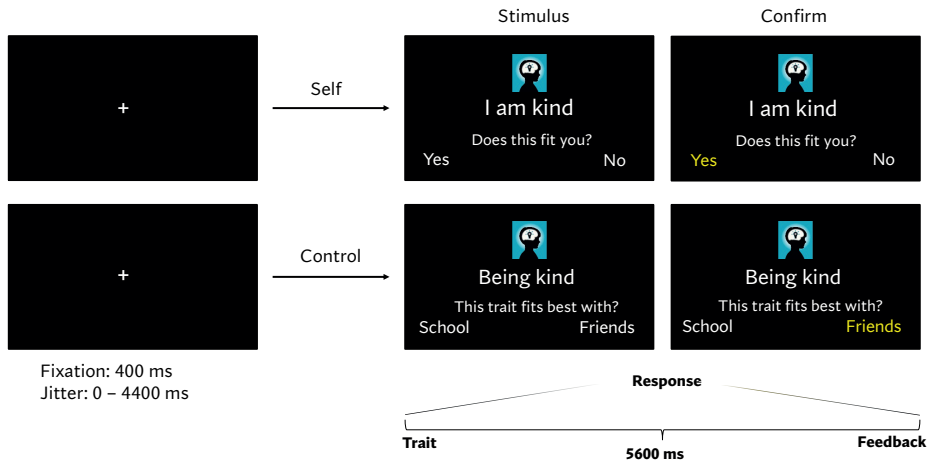 Stimulus
Confirm
+
Self
I am kind
Does this fit you?
Yes
No
I am kind
Does this fit you?
Yes
No
+
Control
Being kind
This trait fits best with?
School
Friends
Being kind
This trait fits best with?
School
Friends
Fixation: 400 ms
Jitter: 0 – 4400 ms
Response
Trait
Feedback
5600 ms